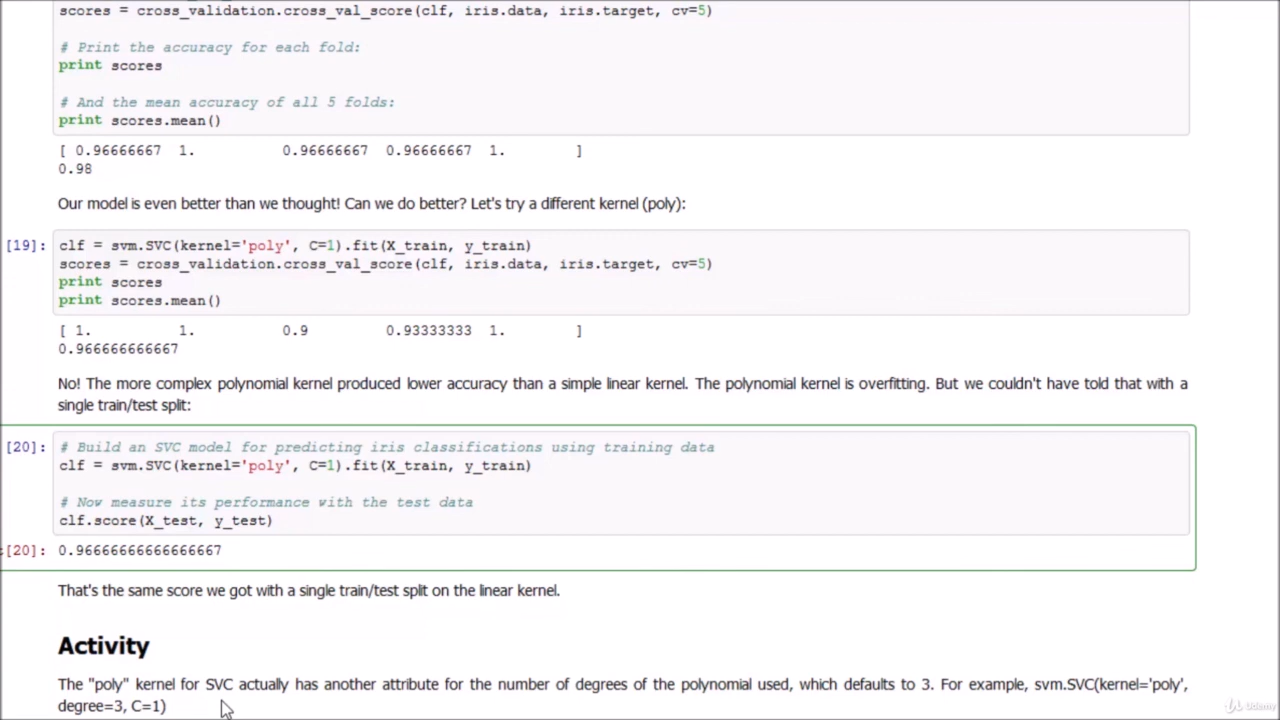 scores = cross_validation.cross_val_score(clf, iris.data, iris.target, cv=5)
# Print the accuracy for each fold:
print scores
# And the mean accuracy of all 5 folds:
print scores.mean()
[ 0.96666667 1. 0.96666667 0.96666667 1. ]
0.98
Our model is even better than we thought! Can we do better? Let's try a different kernel (poly):
[19]: clf = svm.SVC(kernel='poly', C=1).fit(X_train, y_train)
scores = cross_validation.cross_val_score(clf, iris.data, iris.target, cv=5)
print scores
print scores.mean()
[ 1. 1. 0.9 0.93333333 1. ]
0.966666666667
No! The more complex polynomial kernel produced lower accuracy than a simple linear kernel. The polynomial kernel is overfitting. But we couldn't have told that with a
single train/test split:
[20]: # Build an SVC model for predicting iris classifications using training data
clf = svm.SVC(kernel='poly', C=1).fit(X_train, y_train)
# Now measure its performance with the test data
clf.score(X_test, y_test)
[20]: 0.96666666666666667
That's the same score we got with a single train/test split on the linear kernel.
Activity
The "poly" kernel for SVC actually has another attribute for the number of degrees of the polynomial used, which defaults to 3. For example, svm.SVC(kernel='poly',
degree=3, C=1)
Udemy